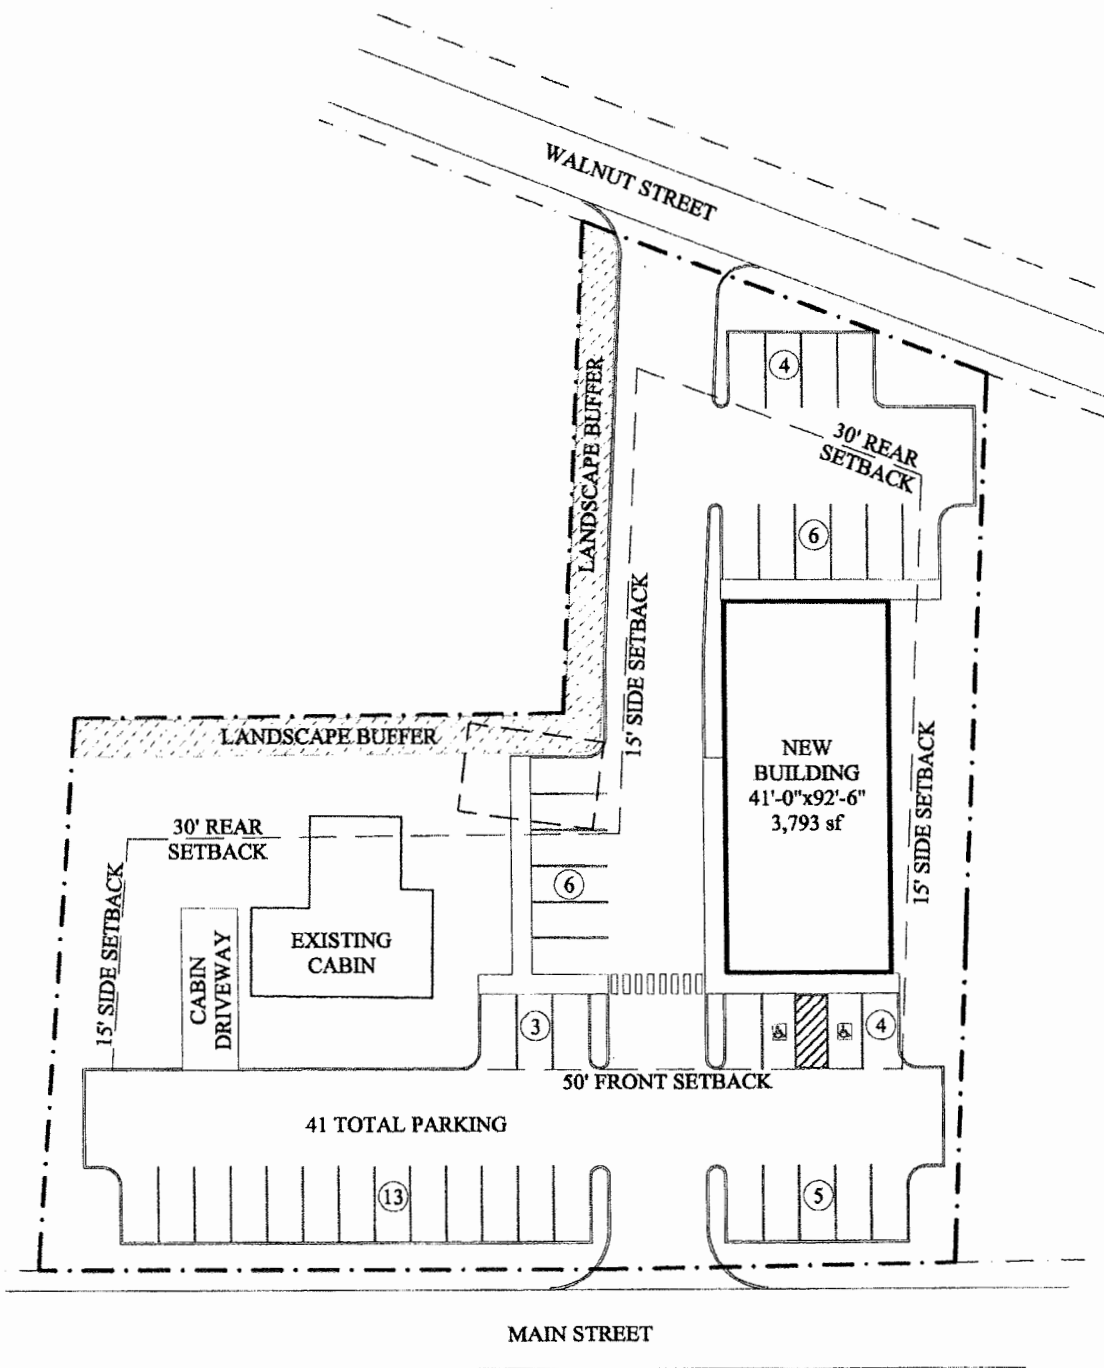 WALNUT STREET
4
30' REAR
SETBACK
LANDSCAPE BUFFER
6
15' SIDE SETBACK
LANDSCAPE BUFFER
NEW
BUILDING
41'-0"x92'-6"
3,793 sf
15' SIDE SETBACK
30' REAR
SETBACK
15' SIDE SETBACK
6
EXISTING
CABIN
CABIN
DRIVEWAY
3
4
50' FRONT SETBACK
41 TOTAL PARKING
13
5
MAIN STREET